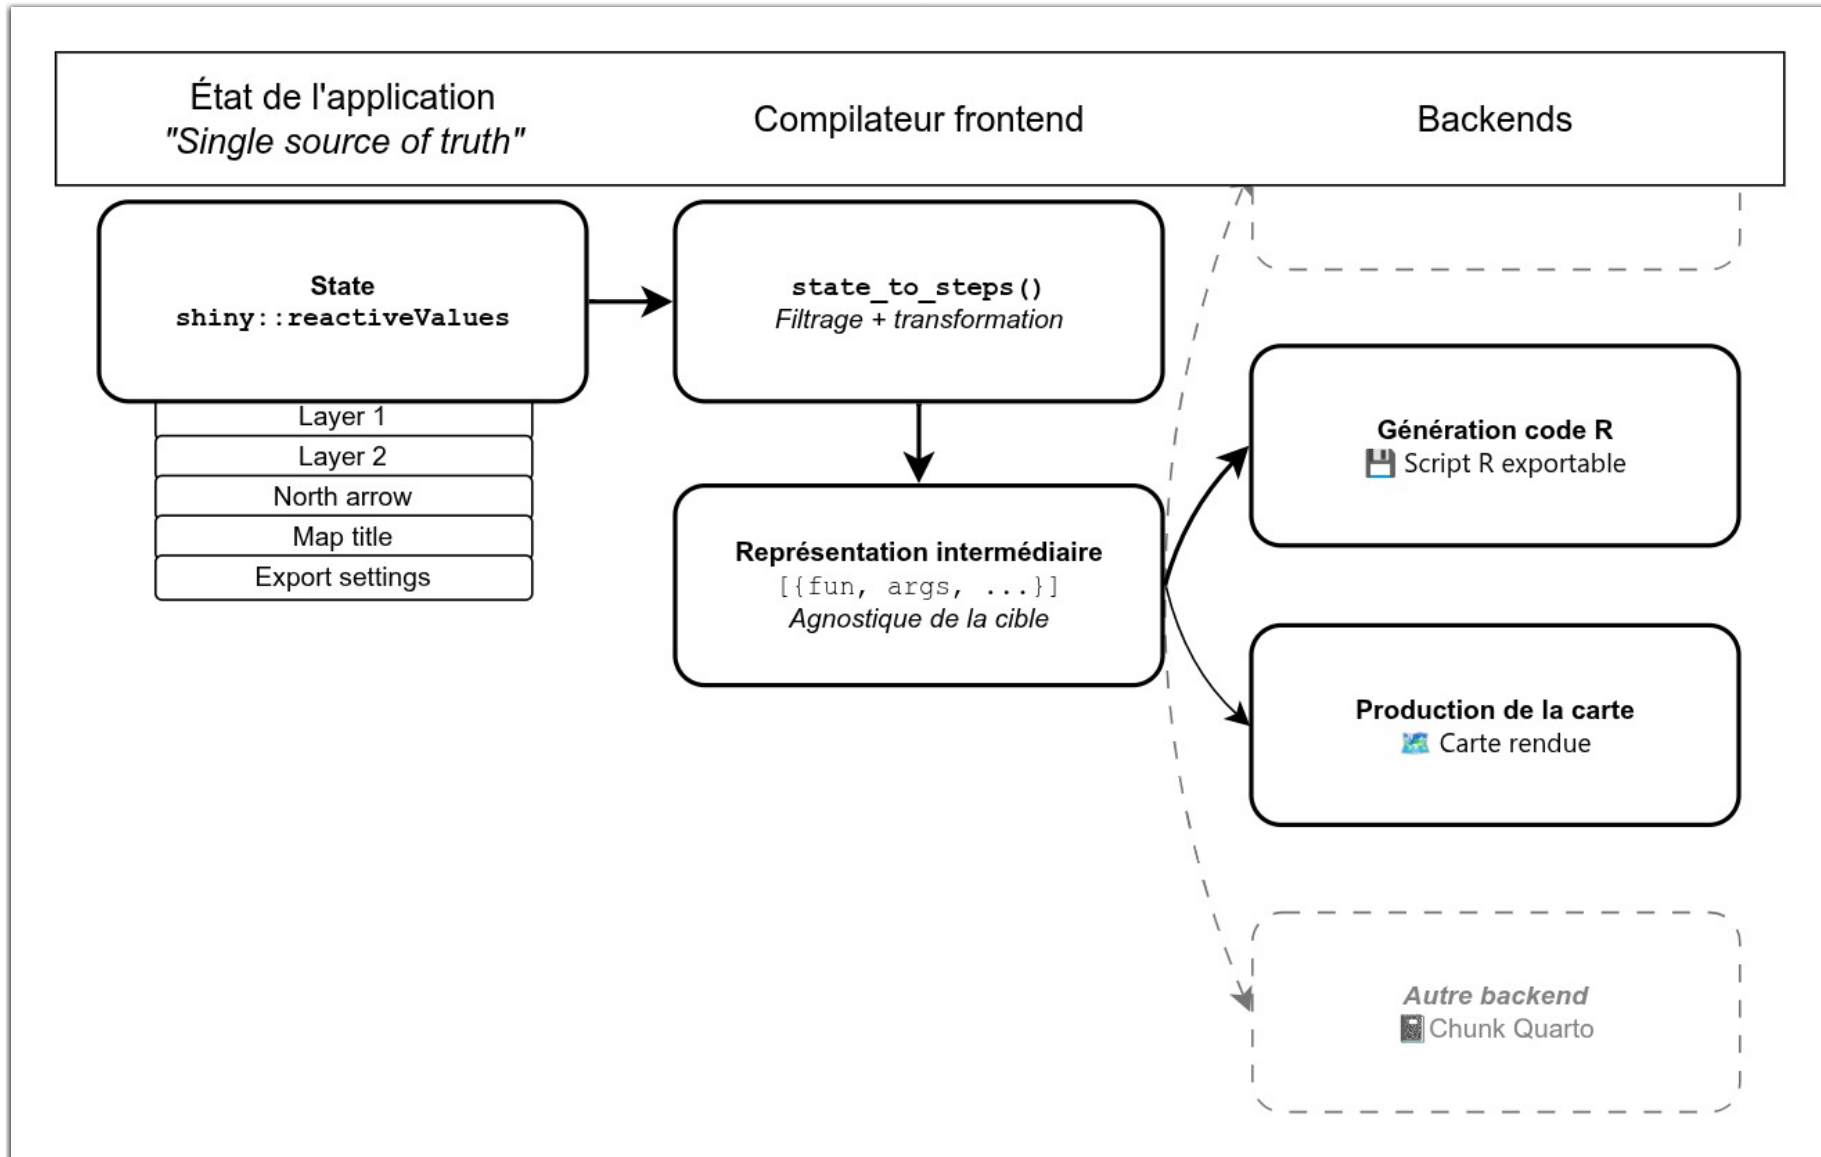 État de l'application
"Single source of truth"
Compilateur frontend
Backends
State
shiny::reactiveValues
Layer 1
Layer 2
North arrow
Map title
Export settings
state_to_steps()
Filtrage + transformation
Représentation intermédiaire
[{fun, args, ...}]
Agnostique de la cible
Génération code R
💾 Script R exportable
Production de la carte
🗺️ Carte rendue
Autre backend
📓Chunk Quarto